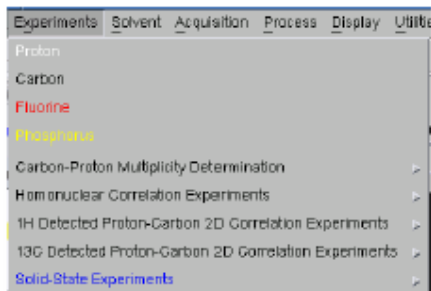 Experiments Solvent Acquisition Process Display
Proton
Carbon
Fluorine
Phosphorus
Carbon-Proton Multiplicity Determination
Homonuclear Correlation Experiments
1H Detected Proton-Carbon 2D Correlation Experiments
13C Detected Proton-Carbon 2D Correlation Experiments
Solid-State Experiments